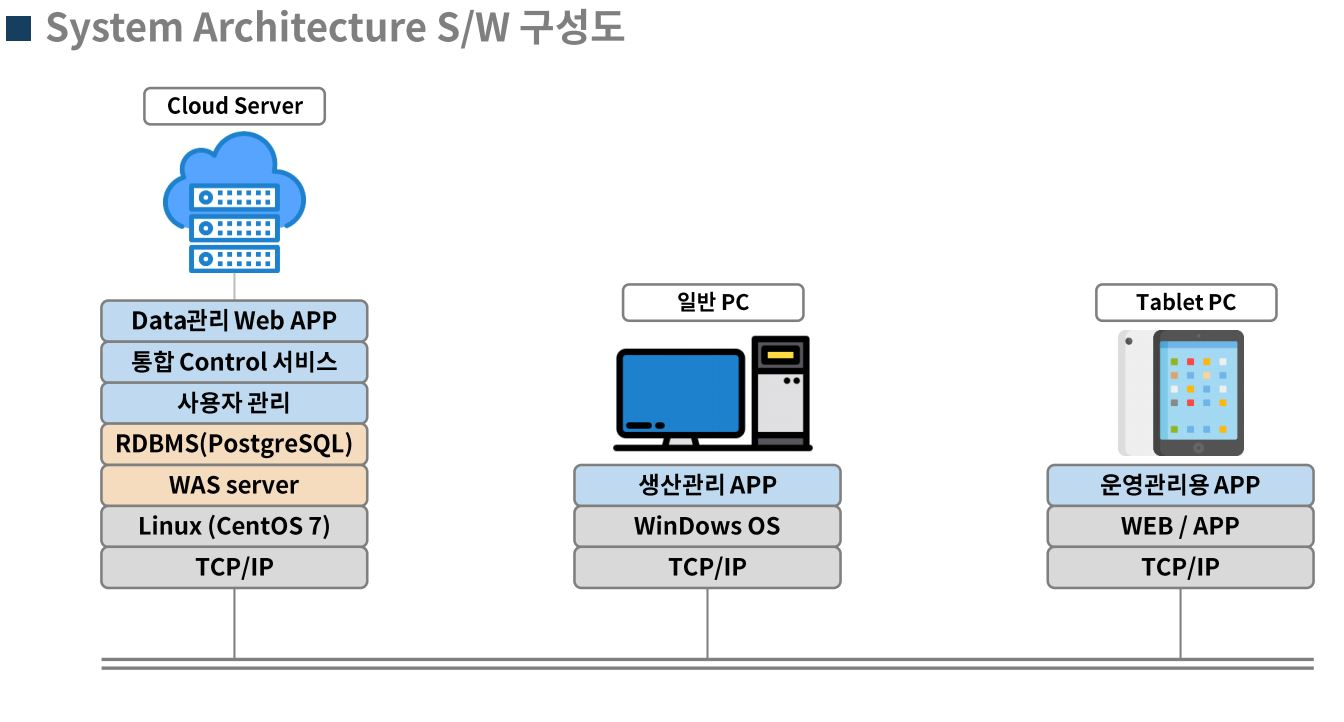 System Architecture S/W 구성도
Cloud Server
Data관리 Web APP
통합 Control 서비스
사용자 관리
RDBMS(PostgreSQL)
WAS server
Linux (CentOS 7)
TCP/IP
일반 PC
생산관리 APP
WinDows OS
TCP/IP
Tablet PC
운영관리용 APP
WEB / APP
TCP/IP